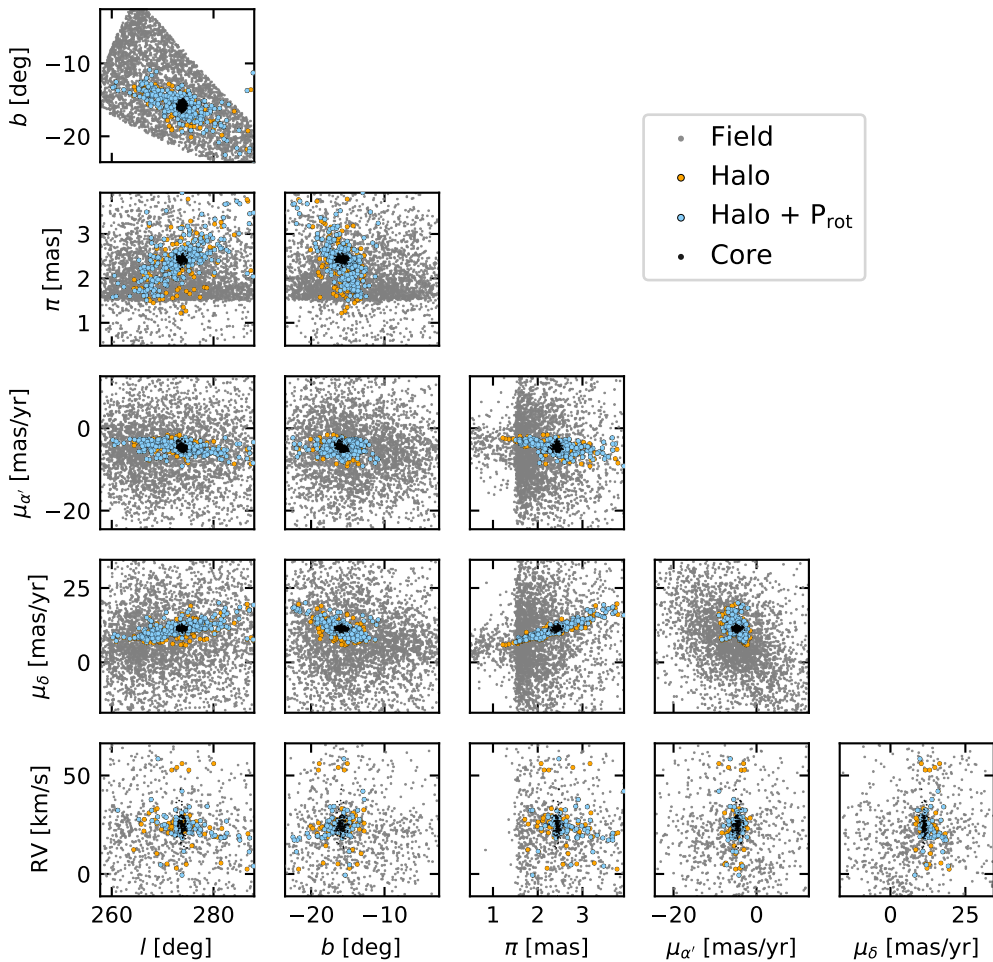 b [deg]
−10
−20
Field
Halo
Halo + P_rot
Core
π [mas]
3
2
1
μ_α′ [mas/yr]
0
−20
μ_δ [mas/yr]
25
0
RV [km/s]
50
0
260 280
−20 −10
1 2 3
−20 0
0 25
l [deg]
b [deg]
π [mas]
μ_α′ [mas/yr]
μ_δ [mas/yr]